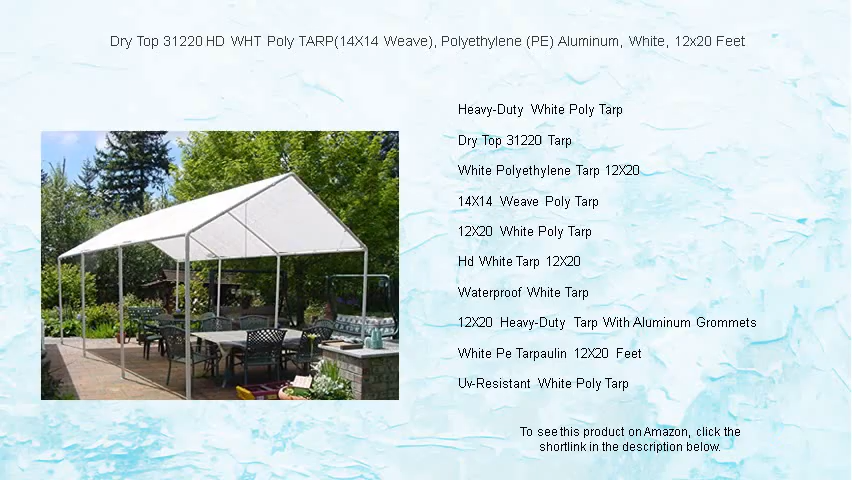 Dry Top 31220 HD WHT Poly TARP(14X14 Weave), Polyethylene (PE) Aluminum, White, 12x20 Feet
Heavy-Duty White Poly Tarp
Dry Top 31220 Tarp
White Polyethylene Tarp 12X20
14X14 Weave Poly Tarp
12X20 White Poly Tarp
Hd White Tarp 12X20
Waterproof White Tarp
12X20 Heavy-Duty Tarp With Aluminum Grommets
White Pe Tarpaulin 12X20 Feet
Uv-Resistant White Poly Tarp
To see this product on Amazon, click the
shortlink in the description below.